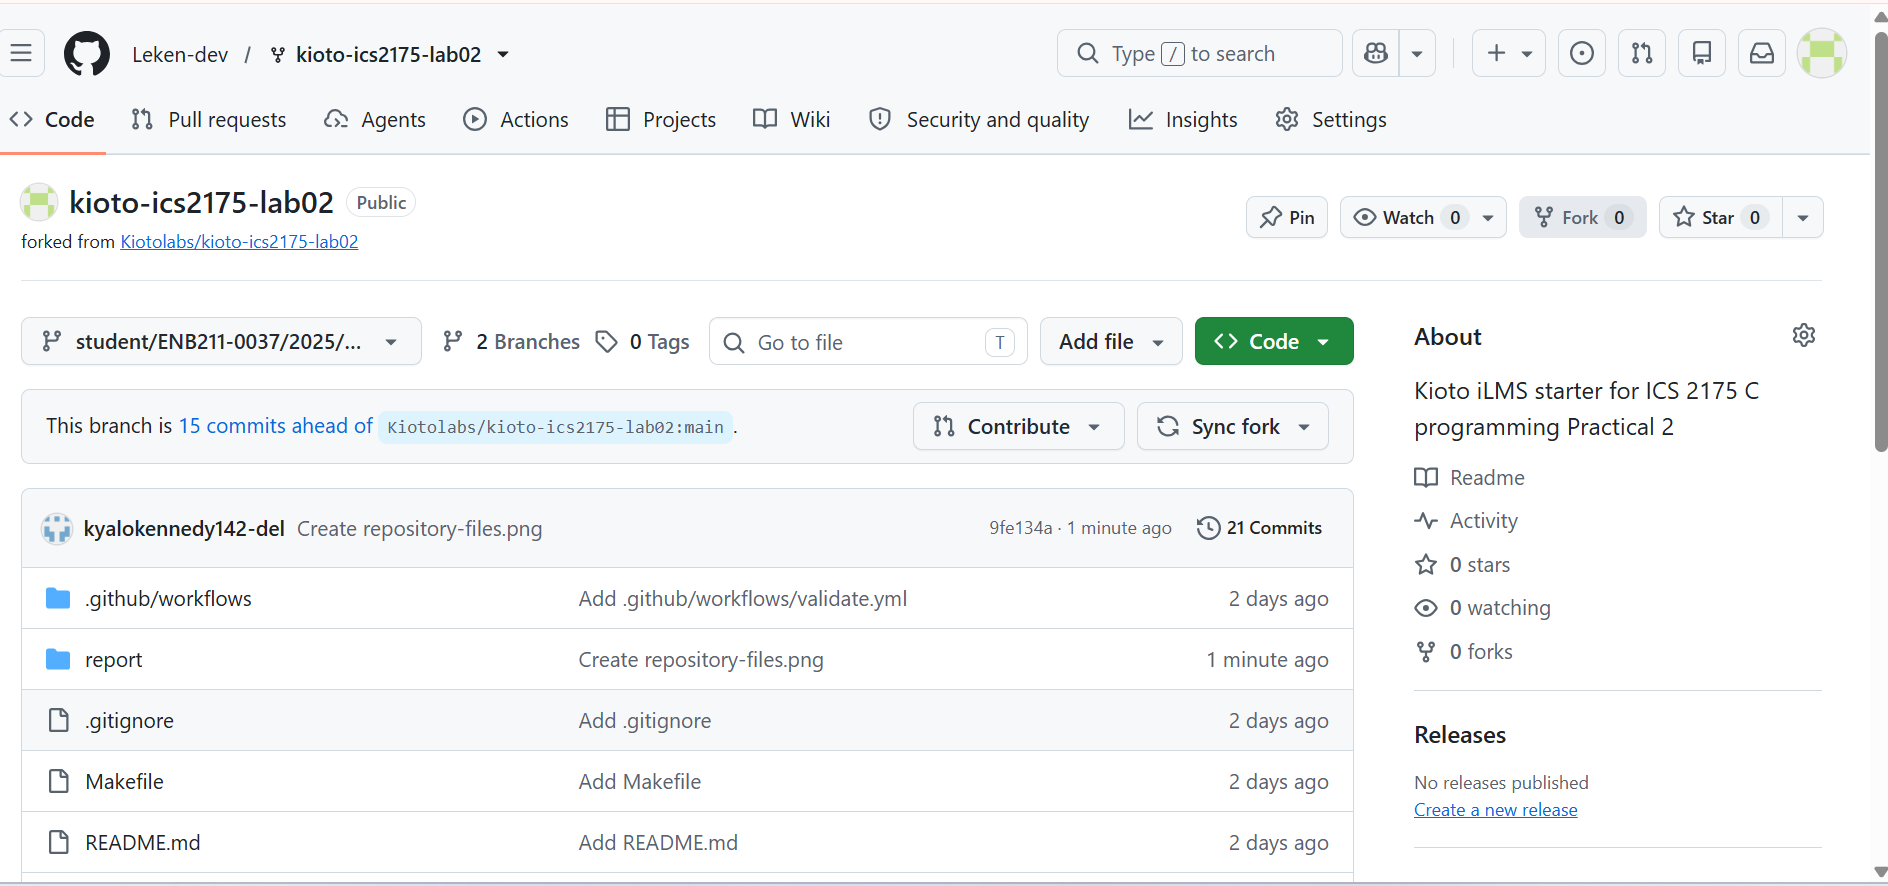 Leken-dev / kioto-ics2175-lab02
Type / to search
Code Pull requests Agents Actions Projects Wiki Security and quality Insights Settings
kioto-ics2175-lab02 Public
forked from Kiotolabs/kioto-ics2175-lab02
Pin Watch 0 Fork 0 Star 0
student/ENB211-0037/2025/... 2 Branches 0 Tags Go to file T Add file Code
This branch is 15 commits ahead of Kiotolabs/kioto-ics2175-lab02:main .
Contribute Sync fork
kyalokennedy142-del Create repository-files.png 9fe134a · 1 minute ago 21 Commits
.github/workflows Add .github/workflows/validate.yml 2 days ago
report Create repository-files.png 1 minute ago
.gitignore Add .gitignore 2 days ago
Makefile Add Makefile 2 days ago
README.md Add README.md 2 days ago
About
Kioto iLMS starter for ICS 2175 C
programming Practical 2
Readme
Activity
0 stars
0 watching
0 forks
Releases
No releases published
Create a new release